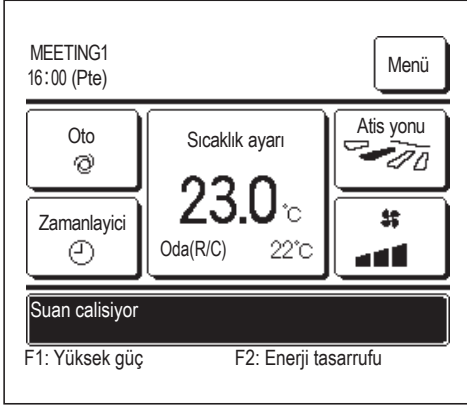 MEETING1
16:00 (Pte)
Menü
Oto
Sıcaklık ayarı
Atis yonu
23.0 °C
Zamanlayici
Oda(R/C) 22°C
Suan calisiyor
F1: Yüksek güç F2: Enerji tasarrufu